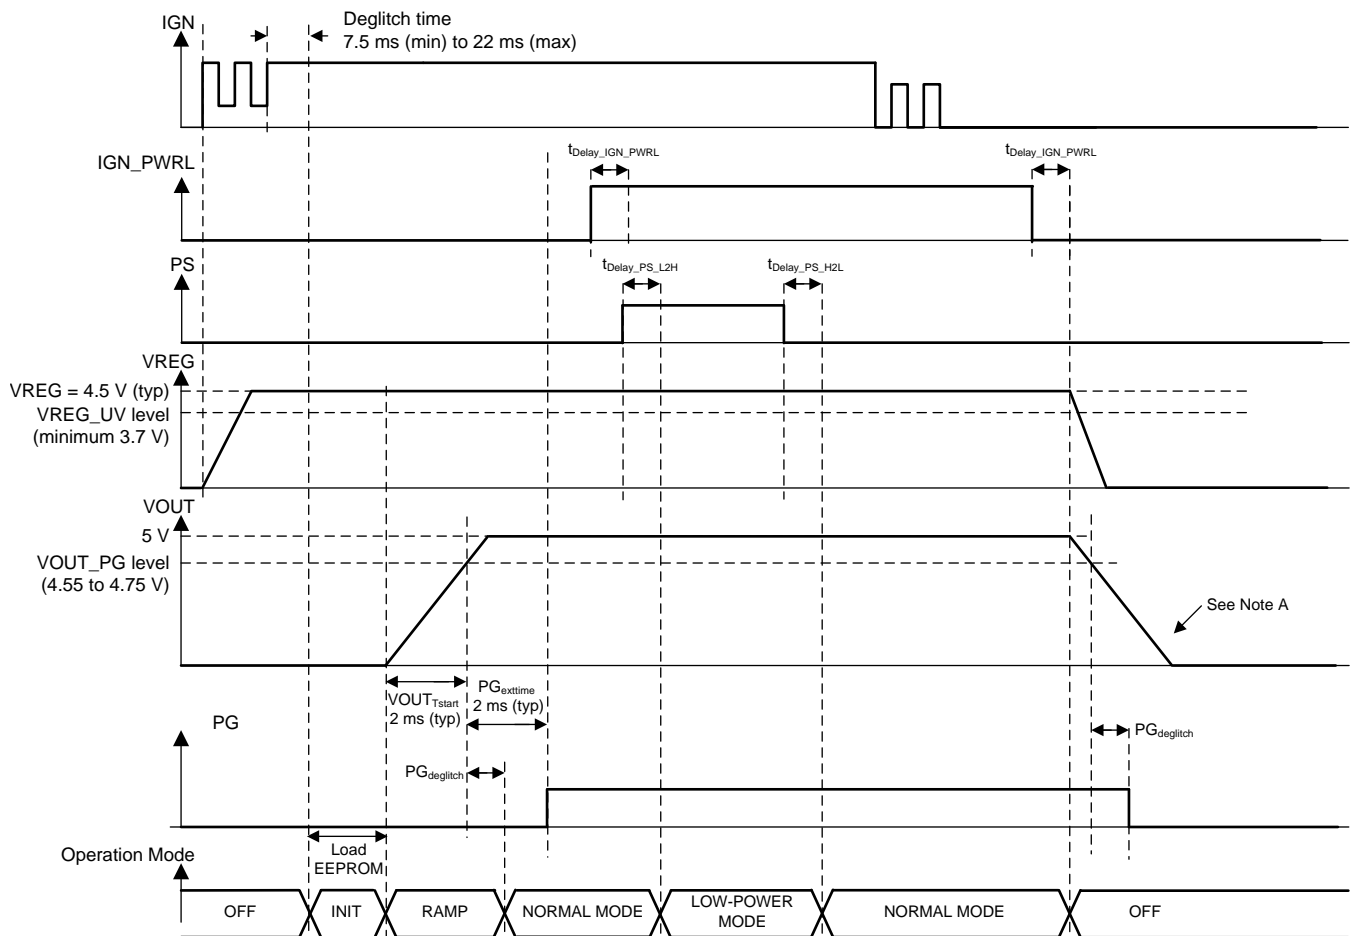 IGN
Deglitch time
7.5 ms (min) to 22 ms (max)
IGN_PWRL
tDelay_IGN_PWRL
tDelay_IGN_PWRL
PS
tDelay_PS_L2H
tDelay_PS_H2L
VREG
VREG = 4.5 V (typ)
VREG_UV level
(minimum 3.7 V)
VOUT
5 V
VOUT_PG level
(4.55 to 4.75 V)
See Note A
VOUTTstart
2 ms (typ)
PGexttime
2 ms (typ)
PG
PGdeglitch
PGdeglitch
Load
EEPROM
Operation Mode
OFF
INIT
RAMP
NORMAL MODE
LOW-POWER
MODE
NORMAL MODE
OFF